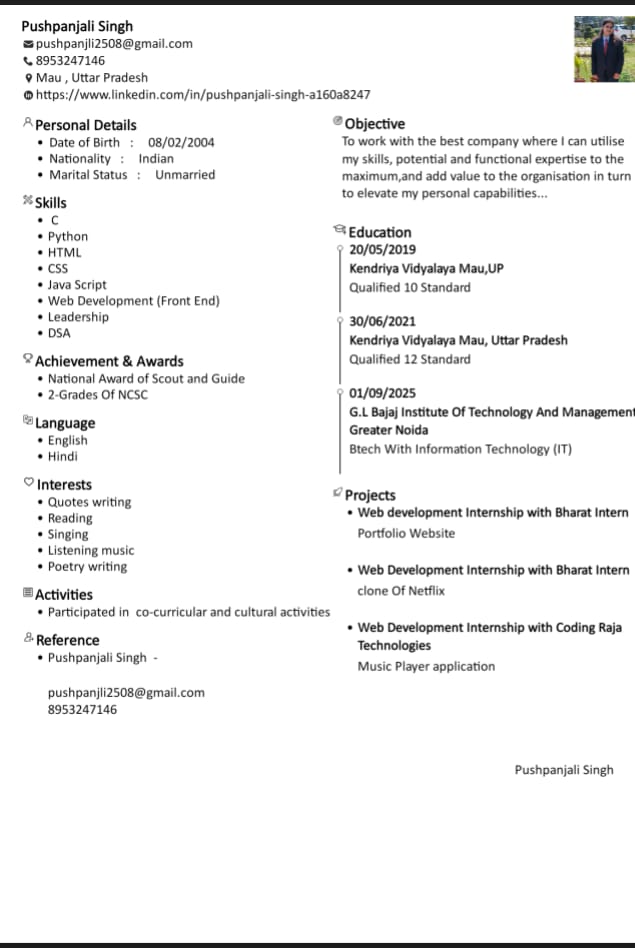 Pushpanjali Singh
pushpanjli2508@gmail.com
8953247146
Mau , Uttar Pradesh
https://www.linkedin.com/in/pushpanjali-singh-a160a8247
Personal Details
• Date of Birth : 08/02/2004
• Nationality : Indian
• Marital Status : Unmarried
Skills
• C
• Python
• HTML
• CSS
• Java Script
• Web Development (Front End)
• Leadership
• DSA
Achievement & Awards
• National Award of Scout and Guide
• 2-Grades Of NCSC
Language
• English
• Hindi
Interests
• Quotes writing
• Reading
• Singing
• Listening music
• Poetry writing
Activities
• Participated in co-curricular and cultural activities
Reference
• Pushpanjali Singh -
pushpanjli2508@gmail.com
8953247146
Objective
To work with the best company where I can utilise
my skills, potential and functional expertise to the
maximum,and add value to the organisation in turn
to elevate my personal capabilities...
Education
20/05/2019
Kendriya Vidyalaya Mau,UP
Qualified 10 Standard
30/06/2021
Kendriya Vidyalaya Mau, Uttar Pradesh
Qualified 12 Standard
01/09/2025
G.L Bajaj Institute Of Technology And Management
Greater Noida
Btech With Information Technology (IT)
Projects
• Web development Internship with Bharat Intern
Portfolio Website
• Web Development Internship with Bharat Intern
clone Of Netflix
• Web Development Internship with Coding Raja
Technologies
Music Player application
Pushpanjali Singh